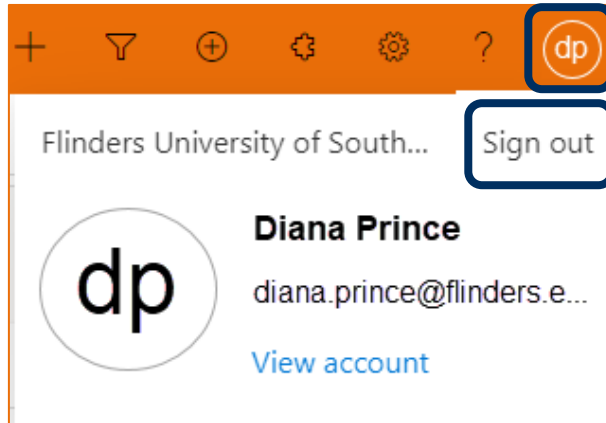 ? dp
Flinders University of South... Sign out
dp
Diana Prince
diana.prince@flinders.e...
View account